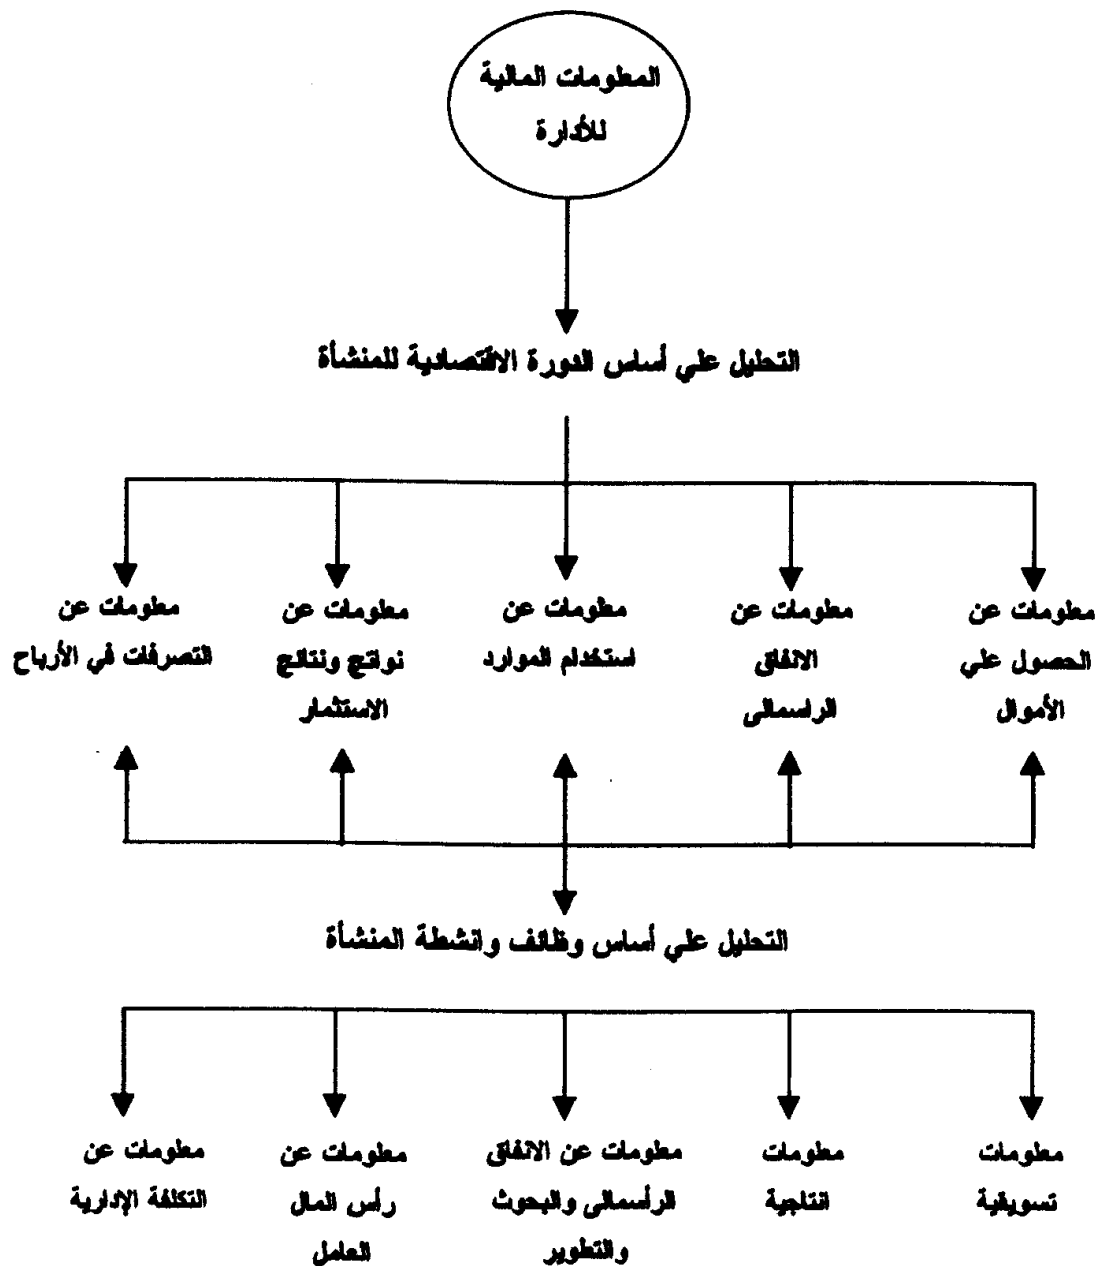 المعلومات المالية
للأدارة
التحليل علي أساس الدورة الاقتصادية للمنشأة
معلومات عن
الحصول علي
الأموال
معلومات عن
الانفاق
الراسمالى
معلومات عن
استخدام الموارد
معلومات عن
نواتج ونتائج
الاستثمار
معلومات عن
التصرفات في الأرباح
التحليل علي أساس وظائف وانشطة المنشأة
معلومات
تسويقية
معلومات
انتاجية
معلومات عن الانفاق
الرأسمالى والبحوث
والتطوير
معلومات عن
رأس المال
العامل
معلومات عن
التكلفة الإدارية